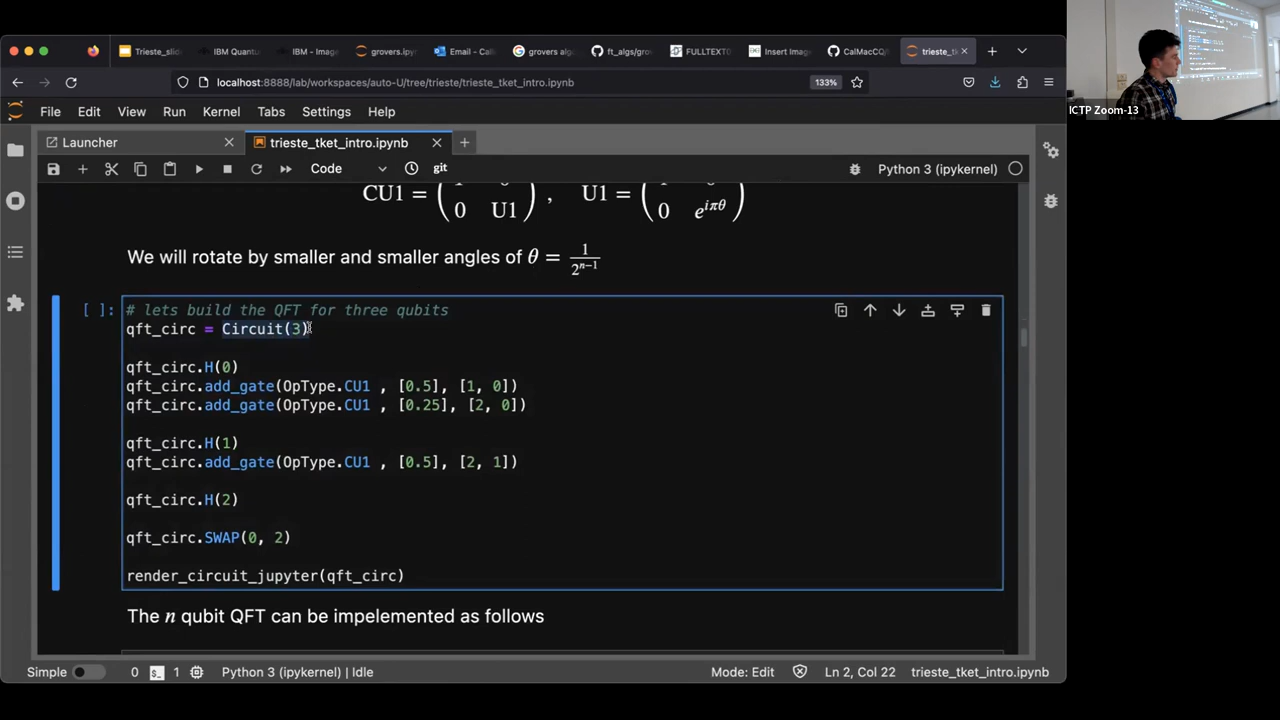 Trieste_slid
IBM Quantu
IBM - Image
grovers.ipyn
Email - Cal
grovers alg
ft_algs/gro
FULLTEXT0
Insert Imag
CalMacCQ/
trieste_tk
localhost:8888/lab/workspaces/auto-U/tree/trieste/trieste_tket_intro.ipynb
133%
ICTP Zoom-13
File Edit View Run Kernel Tabs Settings Help
Launcher
trieste_tket_intro.ipynb
Code
git
Python 3 (ipykernel)
CU1 = ( 0 U1 ) , U1 = ( 0 e^{iπθ} )
We will rotate by smaller and smaller angles of θ = 1/2^{n−1}
[ ]:
# lets build the QFT for three qubits
qft_circ = Circuit(3)
qft_circ.H(0)
qft_circ.add_gate(OpType.CU1 , [0.5], [1, 0])
qft_circ.add_gate(OpType.CU1 , [0.25], [2, 0])
qft_circ.H(1)
qft_circ.add_gate(OpType.CU1 , [0.5], [2, 1])
qft_circ.H(2)
qft_circ.SWAP(0, 2)
render_circuit_jupyter(qft_circ)
The n qubit QFT can be impelemented as follows
Simple 0 1 Python 3 (ipykernel) | Idle Mode: Edit Ln 2, Col 22 trieste_tket_intro.ipynb